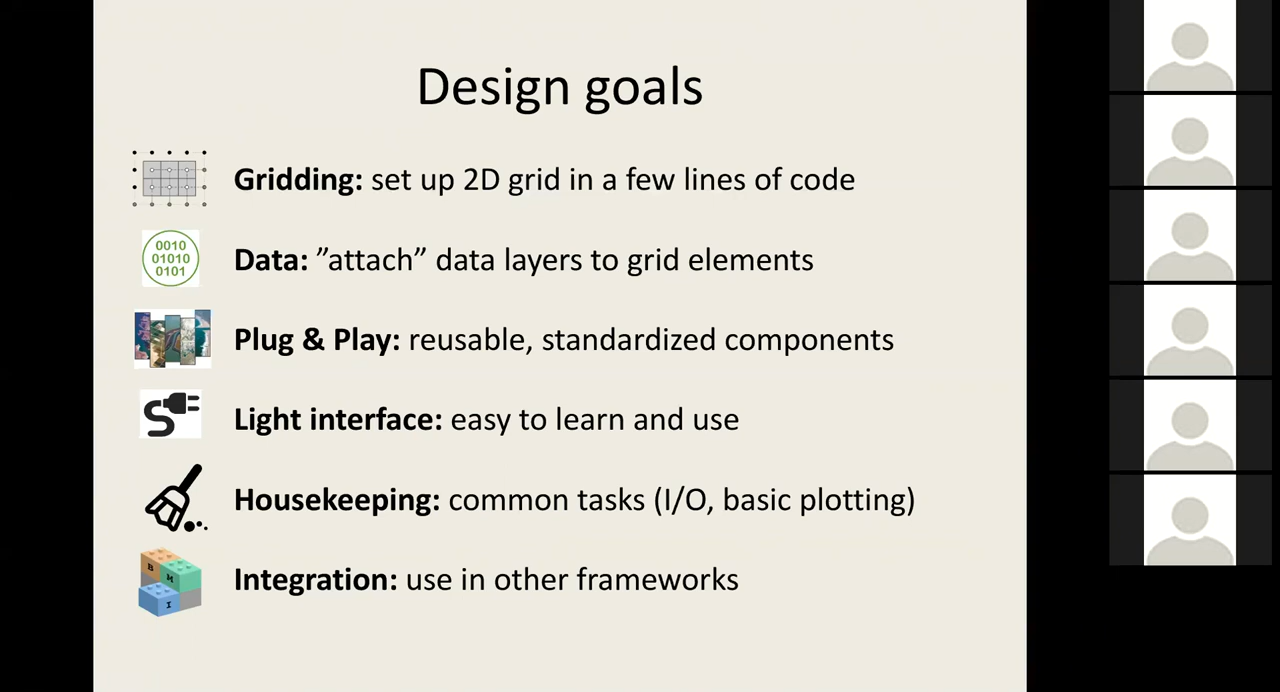 Design goals
Gridding: set up 2D grid in a few lines of code
0010
01010
0101
Data: ”attach” data layers to grid elements
Plug & Play: reusable, standardized components
Light interface: easy to learn and use
Housekeeping: common tasks (I/O, basic plotting)
B
M
I
Integration: use in other frameworks